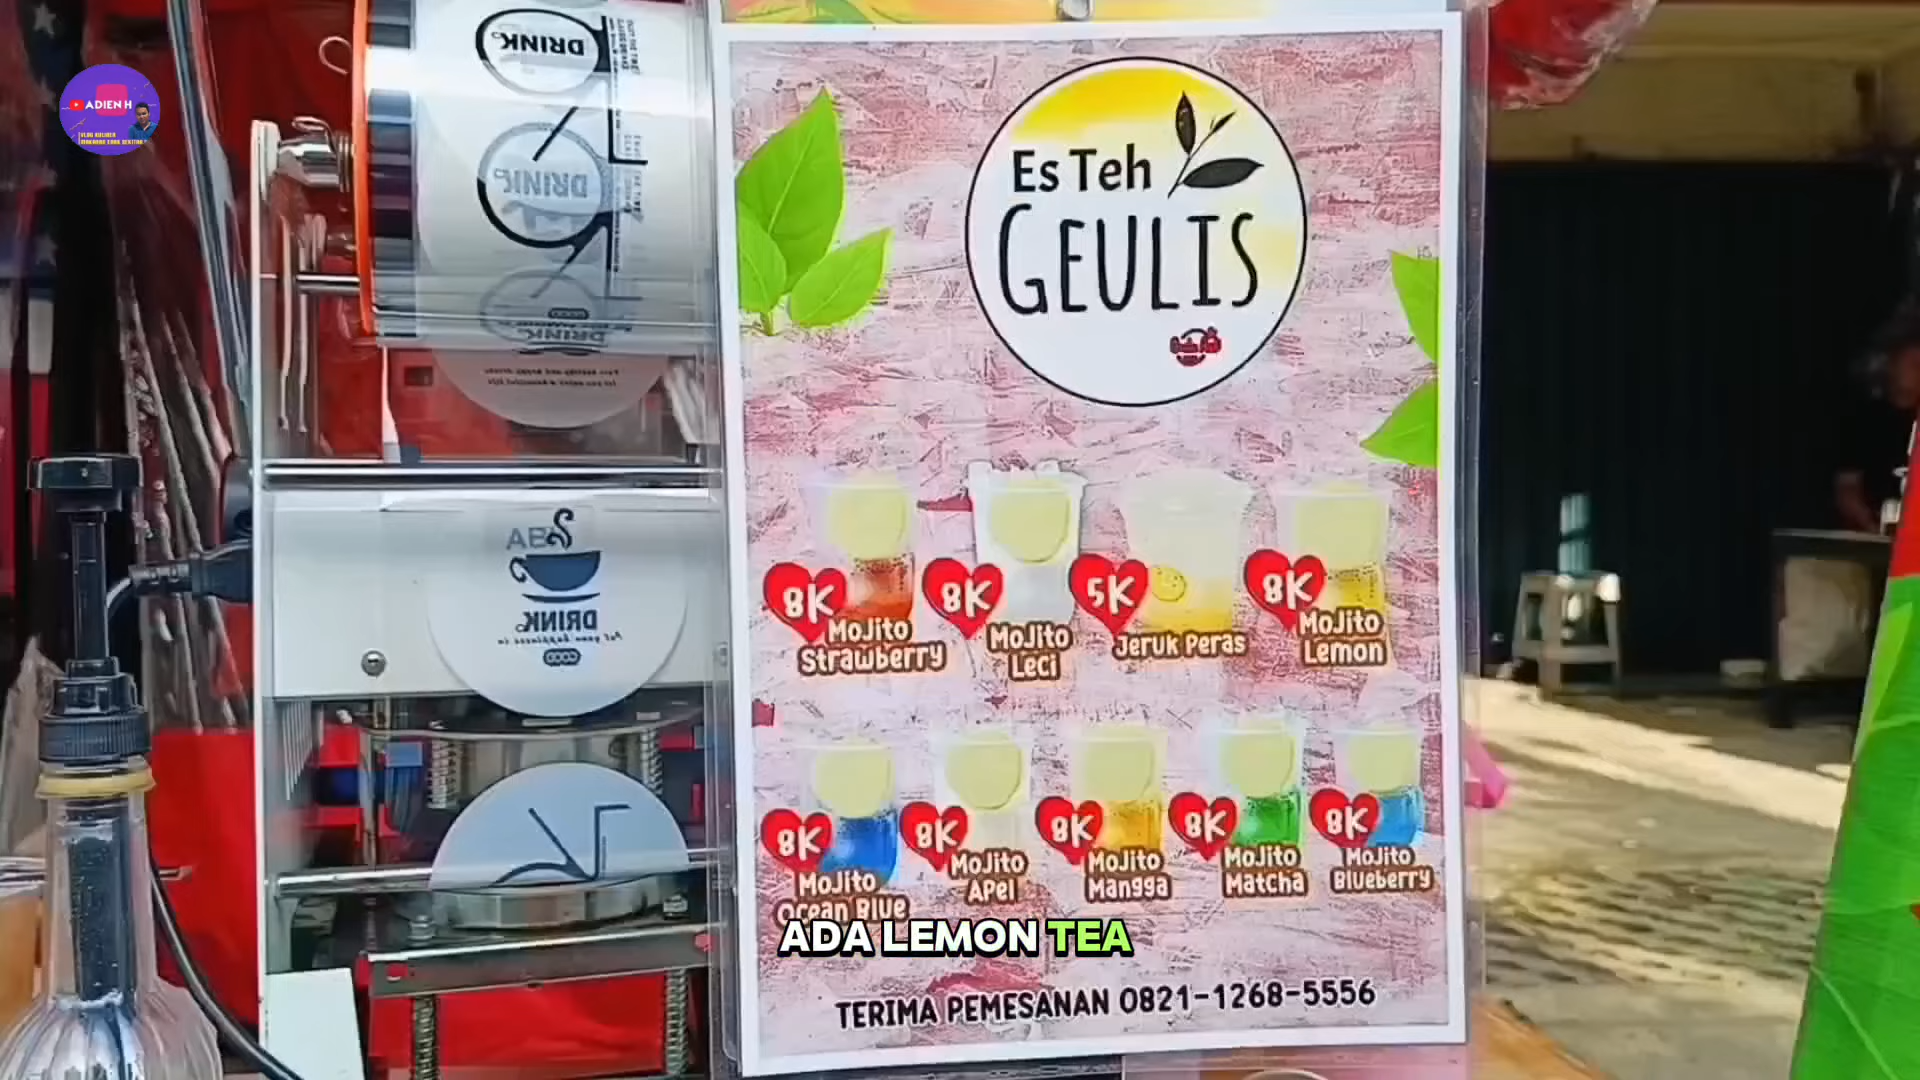 ADIEN H
Es Teh
GEULIS
8K
MoJito
Strawberry
8K
MoJito
Leci
5K
Jeruk Peras
8K
MoJito
Lemon
8K
MoJito
Ocean Blue
8K
MoJito
APel
8K
MoJito
Mangga
8K
MoJito
Matcha
8K
MoJito
Blueberry
ADA LEMON TEA
TERIMA PEMESANAN 0821-1268-5556
DRINK
DRINK
DRINK
DRINK